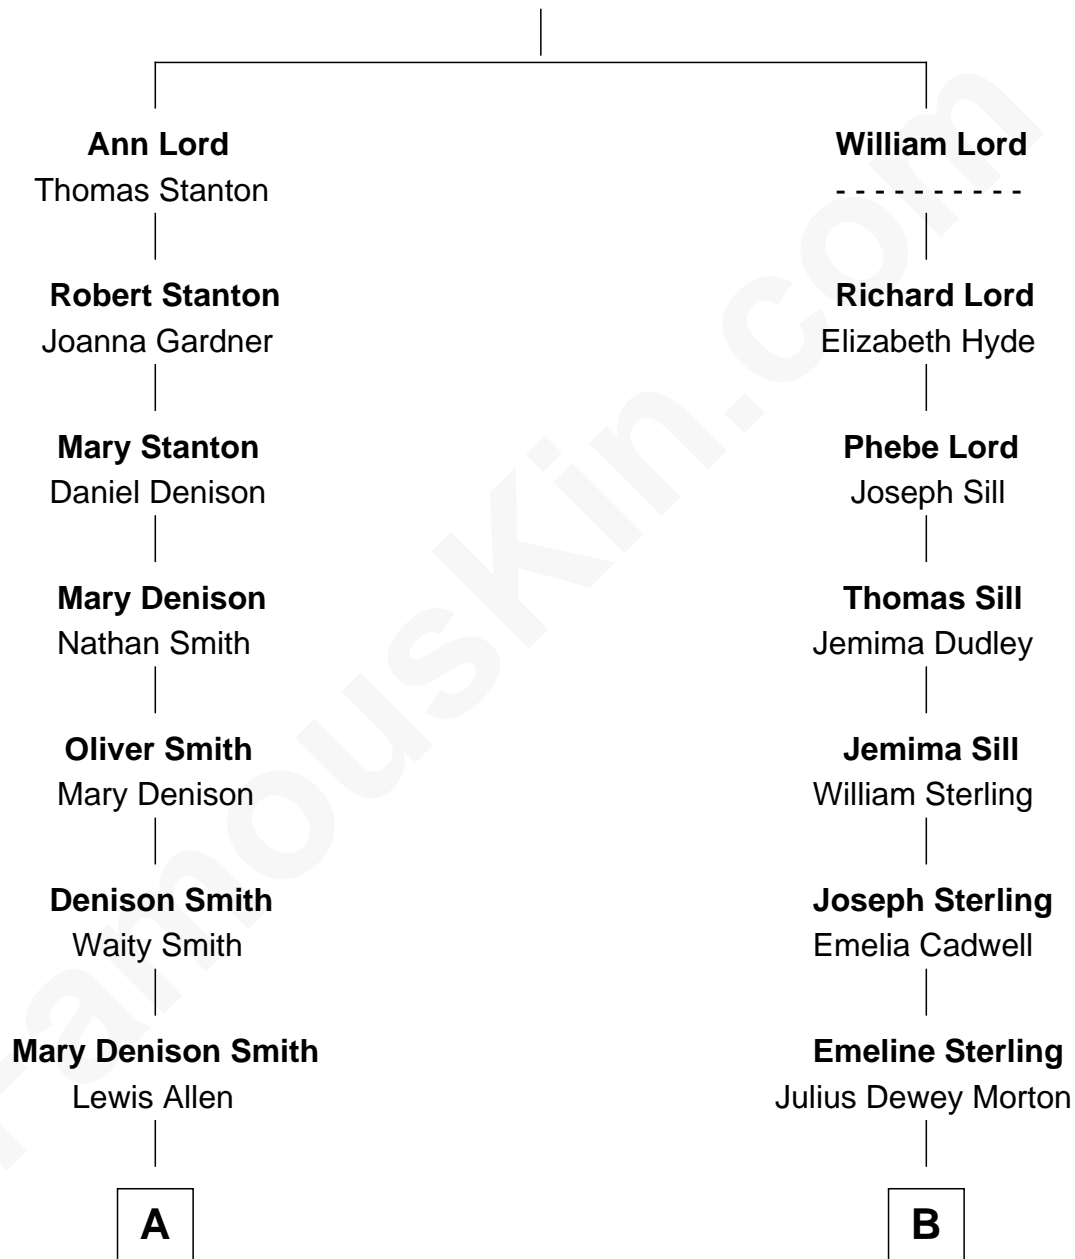 Ann Lord
Thomas Stanton
Robert Stanton
Joanna Gardner
Mary Stanton
Daniel Denison
Mary Denison
Nathan Smith
Oliver Smith
Mary Denison
Denison Smith
Waity Smith
Mary Denison Smith
Lewis Allen
A
William Lord
- - - - - - - - - -
Richard Lord
Elizabeth Hyde
Phebe Lord
Joseph Sill
Thomas Sill
Jemima Dudley
Jemima Sill
William Sterling
Joseph Sterling
Emelia Cadwell
Emeline Sterling
Julius Dewey Morton
B
FamousKin.com